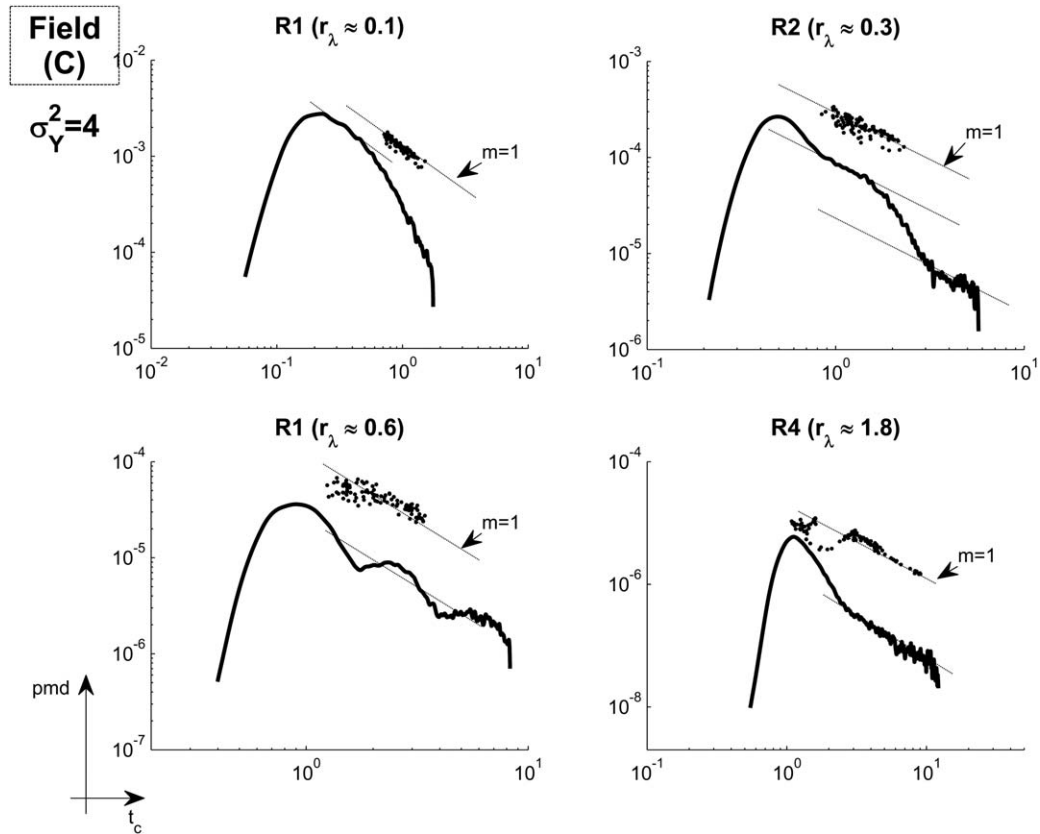 Field
(C)
σ_Y^2=4
R1 (r_λ ≈ 0.1)
10^-2
10^-3
10^-4
10^-5
10^-2
10^-1
10^0
10^1
m=1
R2 (r_λ ≈ 0.3)
10^-3
10^-4
10^-5
10^-6
10^-1
10^0
10^1
m=1
R1 (r_λ ≈ 0.6)
10^-4
10^-5
10^-6
10^-7
10^0
10^1
m=1
R4 (r_λ ≈ 1.8)
10^-4
10^-6
10^-8
10^-1
10^0
10^1
m=1
pmd
t_c